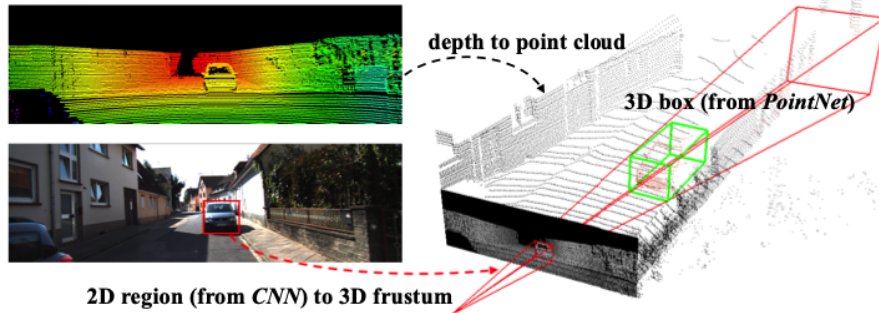 depth to point cloud
3D box (from PointNet)
2D region (from CNN) to 3D frustum